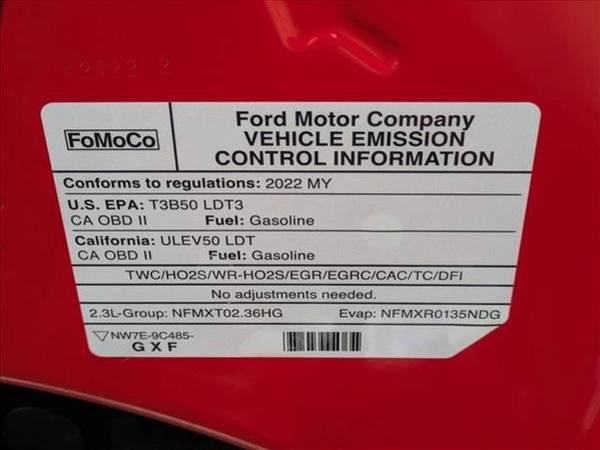 FoMoCo
Ford Motor Company
VEHICLE EMISSION
CONTROL INFORMATION
Conforms to regulations: 2022 MY
U.S. EPA: T3B50 LDT3
CA OBD II Fuel: Gasoline
California: ULEV50 LDT
CA OBD II Fuel: Gasoline
TWC/HO2S/WR-HO2S/EGR/EGRC/CAC/TC/DFI
No adjustments needed.
2.3L-Group: NFMXT02.36HG Evap: NFMXR0135NDG
NW7E-9C485-
GXF